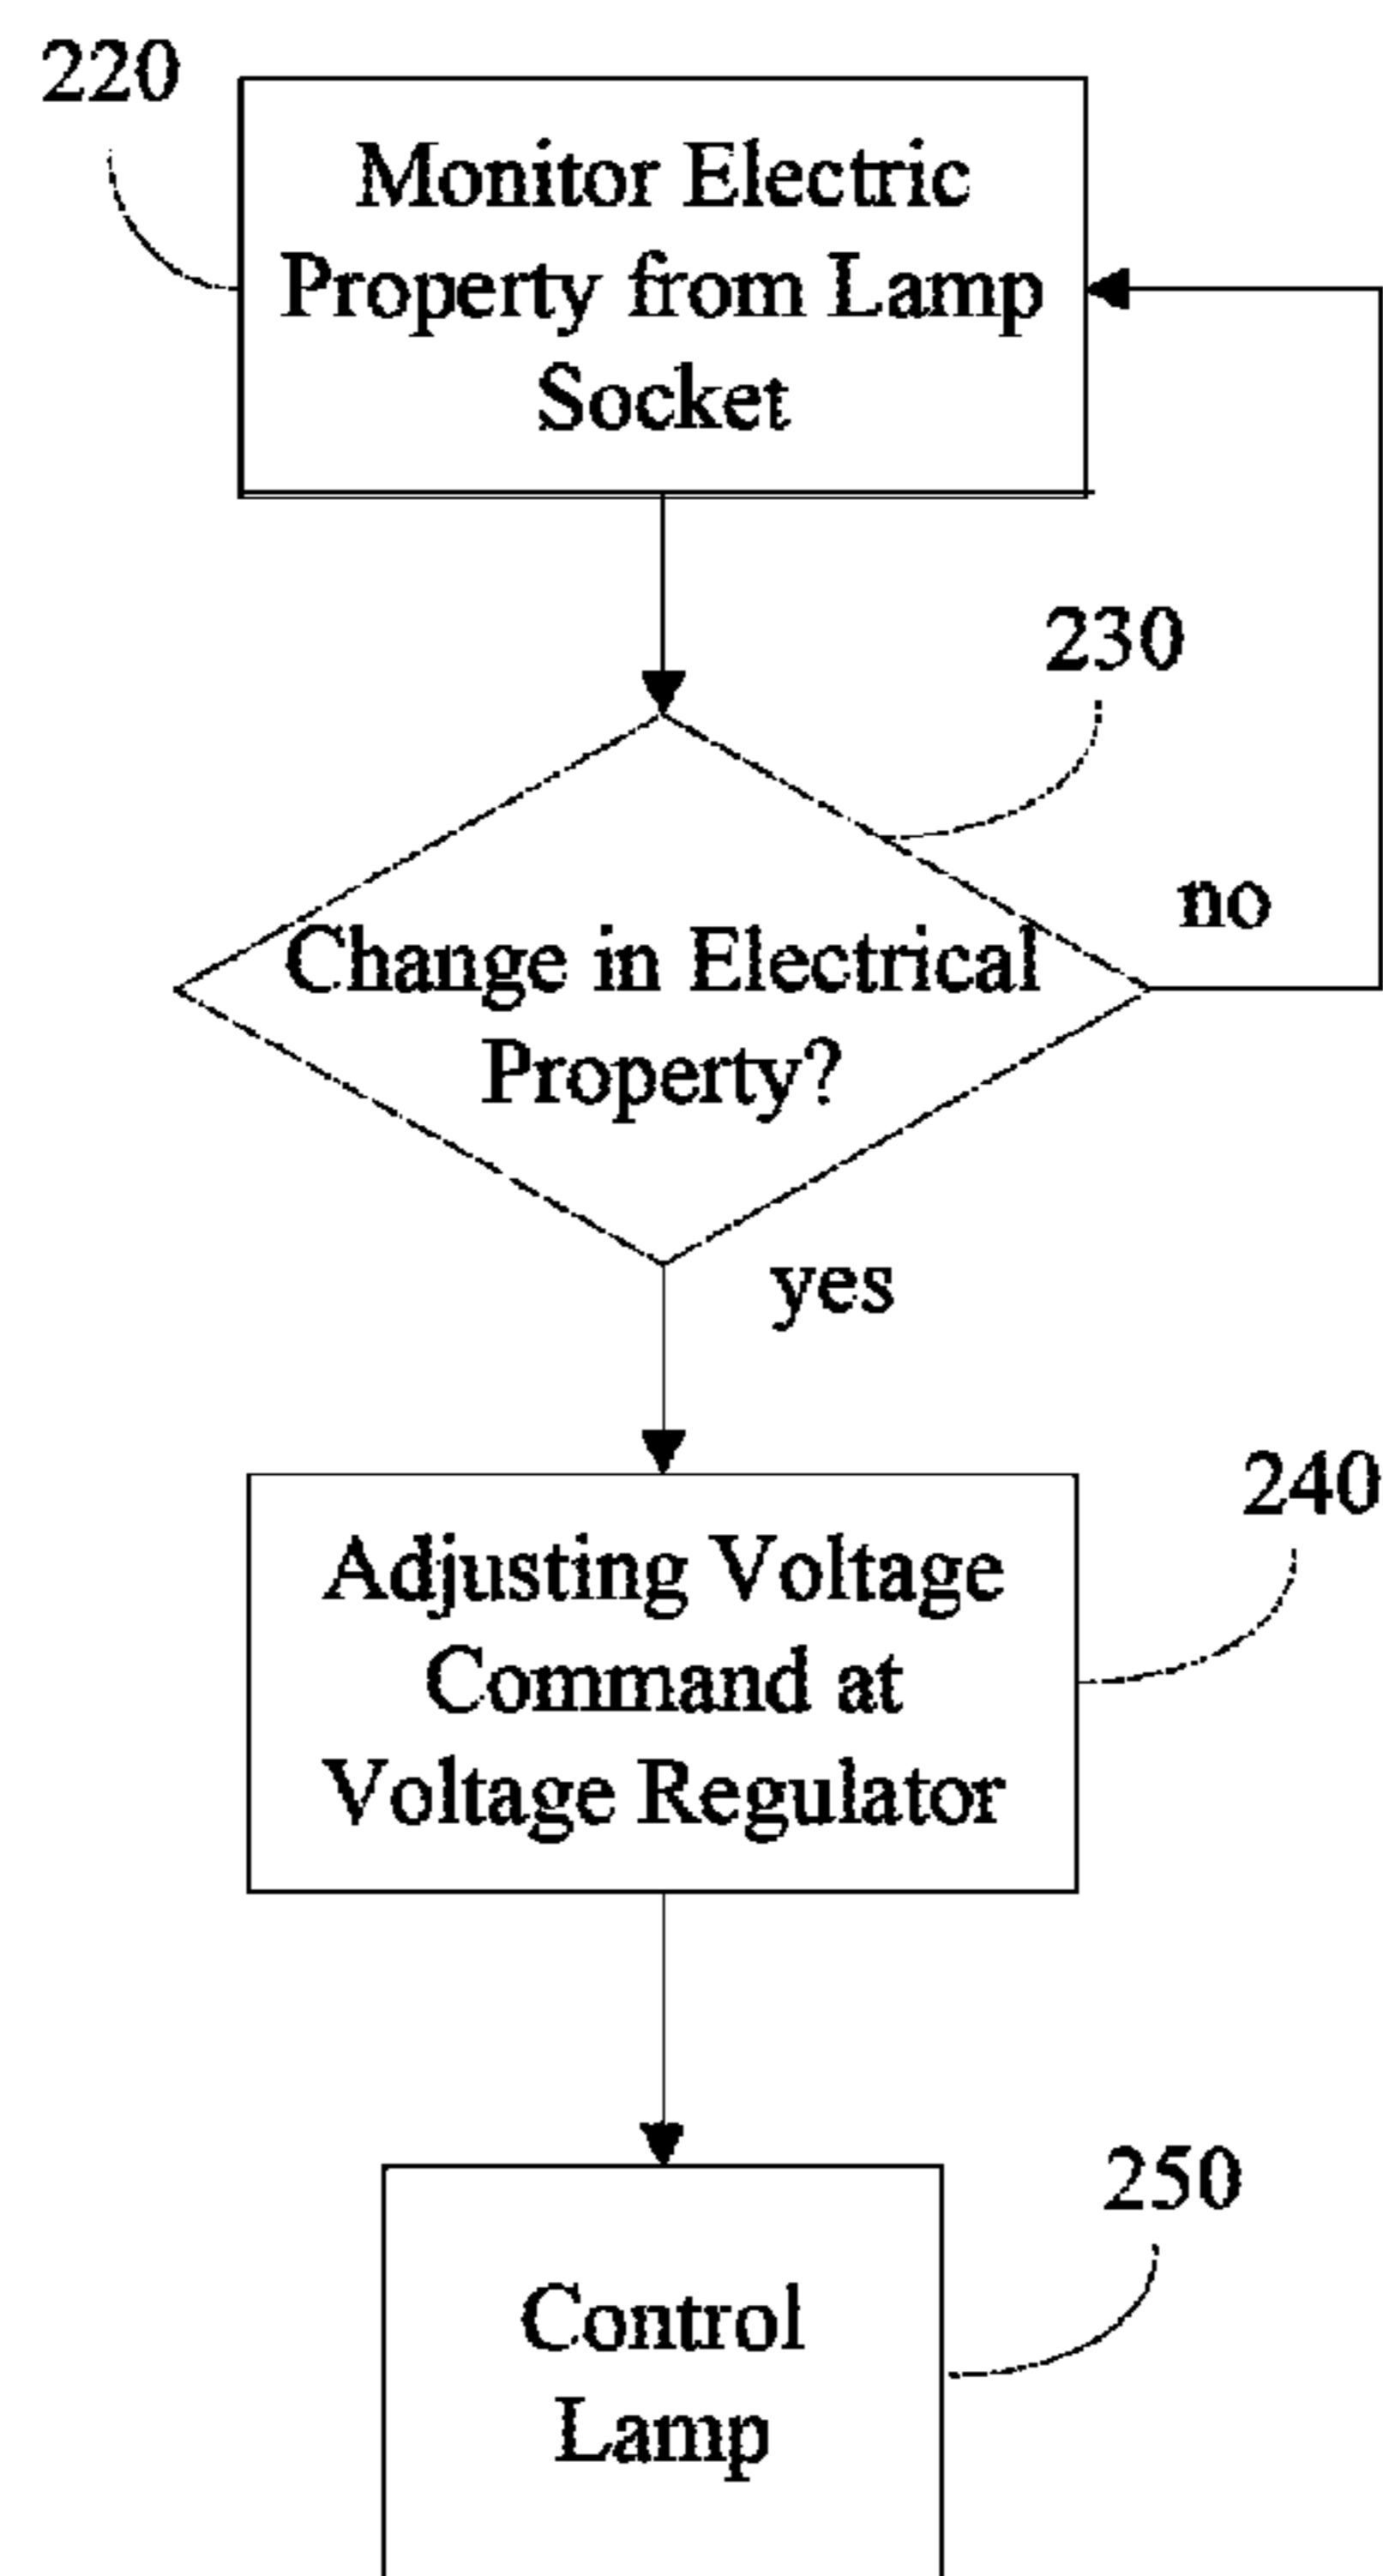 220
Monitor Electric
Property from Lamp
Socket
230
no
Change in Electrical
Property?
yes
240
Adjusting Voltage
Command at
Voltage Regulator
250
Control
Lamp